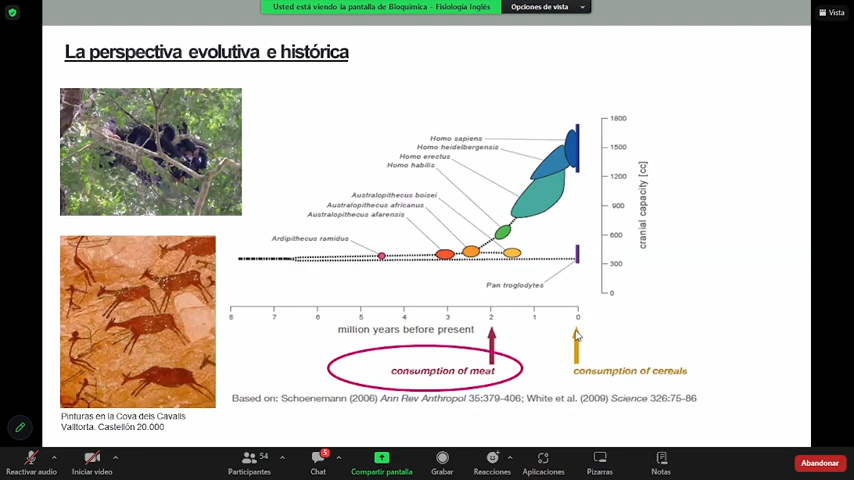 Usted está viendo la pantalla de Bioquímica - Fisiología Inglés
Opciones de vista
Vista
La perspectiva evolutiva e histórica
1800
1500
1200
900
600
300
0
cranial capacity [cc]
Homo sapiens
Homo heidelbergensis
Homo erectus
Homo habilis
Australopithecus boisei
Australopithecus africanus
Australopithecus afarensis
Ardipithecus ramidus
Pan troglodytes
8 6 5 4 3 2 1 0
million years before present
consumption of meat
consumption of cereals
Based on: Schoenemann (2006) Ann Rev Anthropol 35:379-406; White et al. (2009) Science 326:75-86
Pinturas en la Cova dels Cavalls
Valltorta. Castellón 20.000
Reactivar audio
Iniciar video
54
Participantes
5
Chat
Compartir pantalla
Grabar
Reacciones
Aplicaciones
Pizarras
Notas
Abandonar